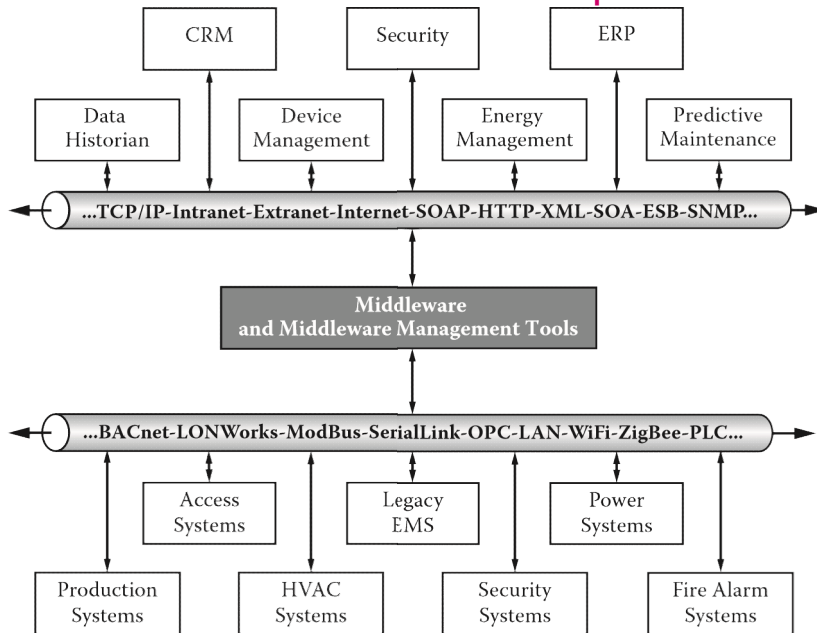 CRM
Security
ERP
Data
Historian
Device
Management
Energy
Management
Predictive
Maintenance
...TCP/IP-Intranet-Extranet-Internet-SOAP-HTTP-XML-SOA-ESB-SNMP...
Middleware
and Middleware Management Tools
...BACnet-LONWorks-ModBus-SerialLink-OPC-LAN-WiFi-ZigBee-PLC...
Access
Systems
Legacy
EMS
Power
Systems
Production
Systems
HVAC
Systems
Security
Systems
Fire Alarm
Systems